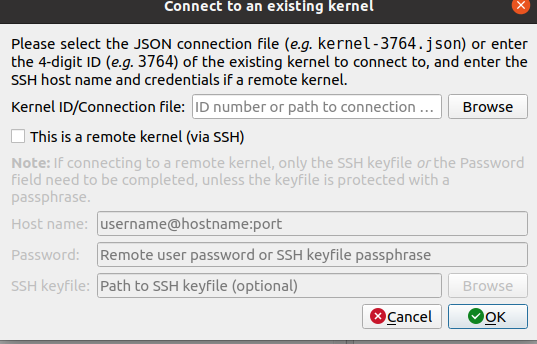 Connect to an existing kernel
Please select the JSON connection file (e.g. kernel-3764.json) or enter
the 4-digit ID (e.g. 3764) of the existing kernel to connect to, and enter the
SSH host name and credentials if a remote kernel.
Kernel ID/Connection file: ID number or path to connection ... Browse
This is a remote kernel (via SSH)
Note: If connecting to a remote kernel, only the SSH keyfile or the Password
field need to be completed, unless the keyfile is protected with a
passphrase.
Host name: username@hostname:port
Password: Remote user password or SSH keyfile passphrase
SSH keyfile: Path to SSH keyfile (optional) Browse
Cancel OK